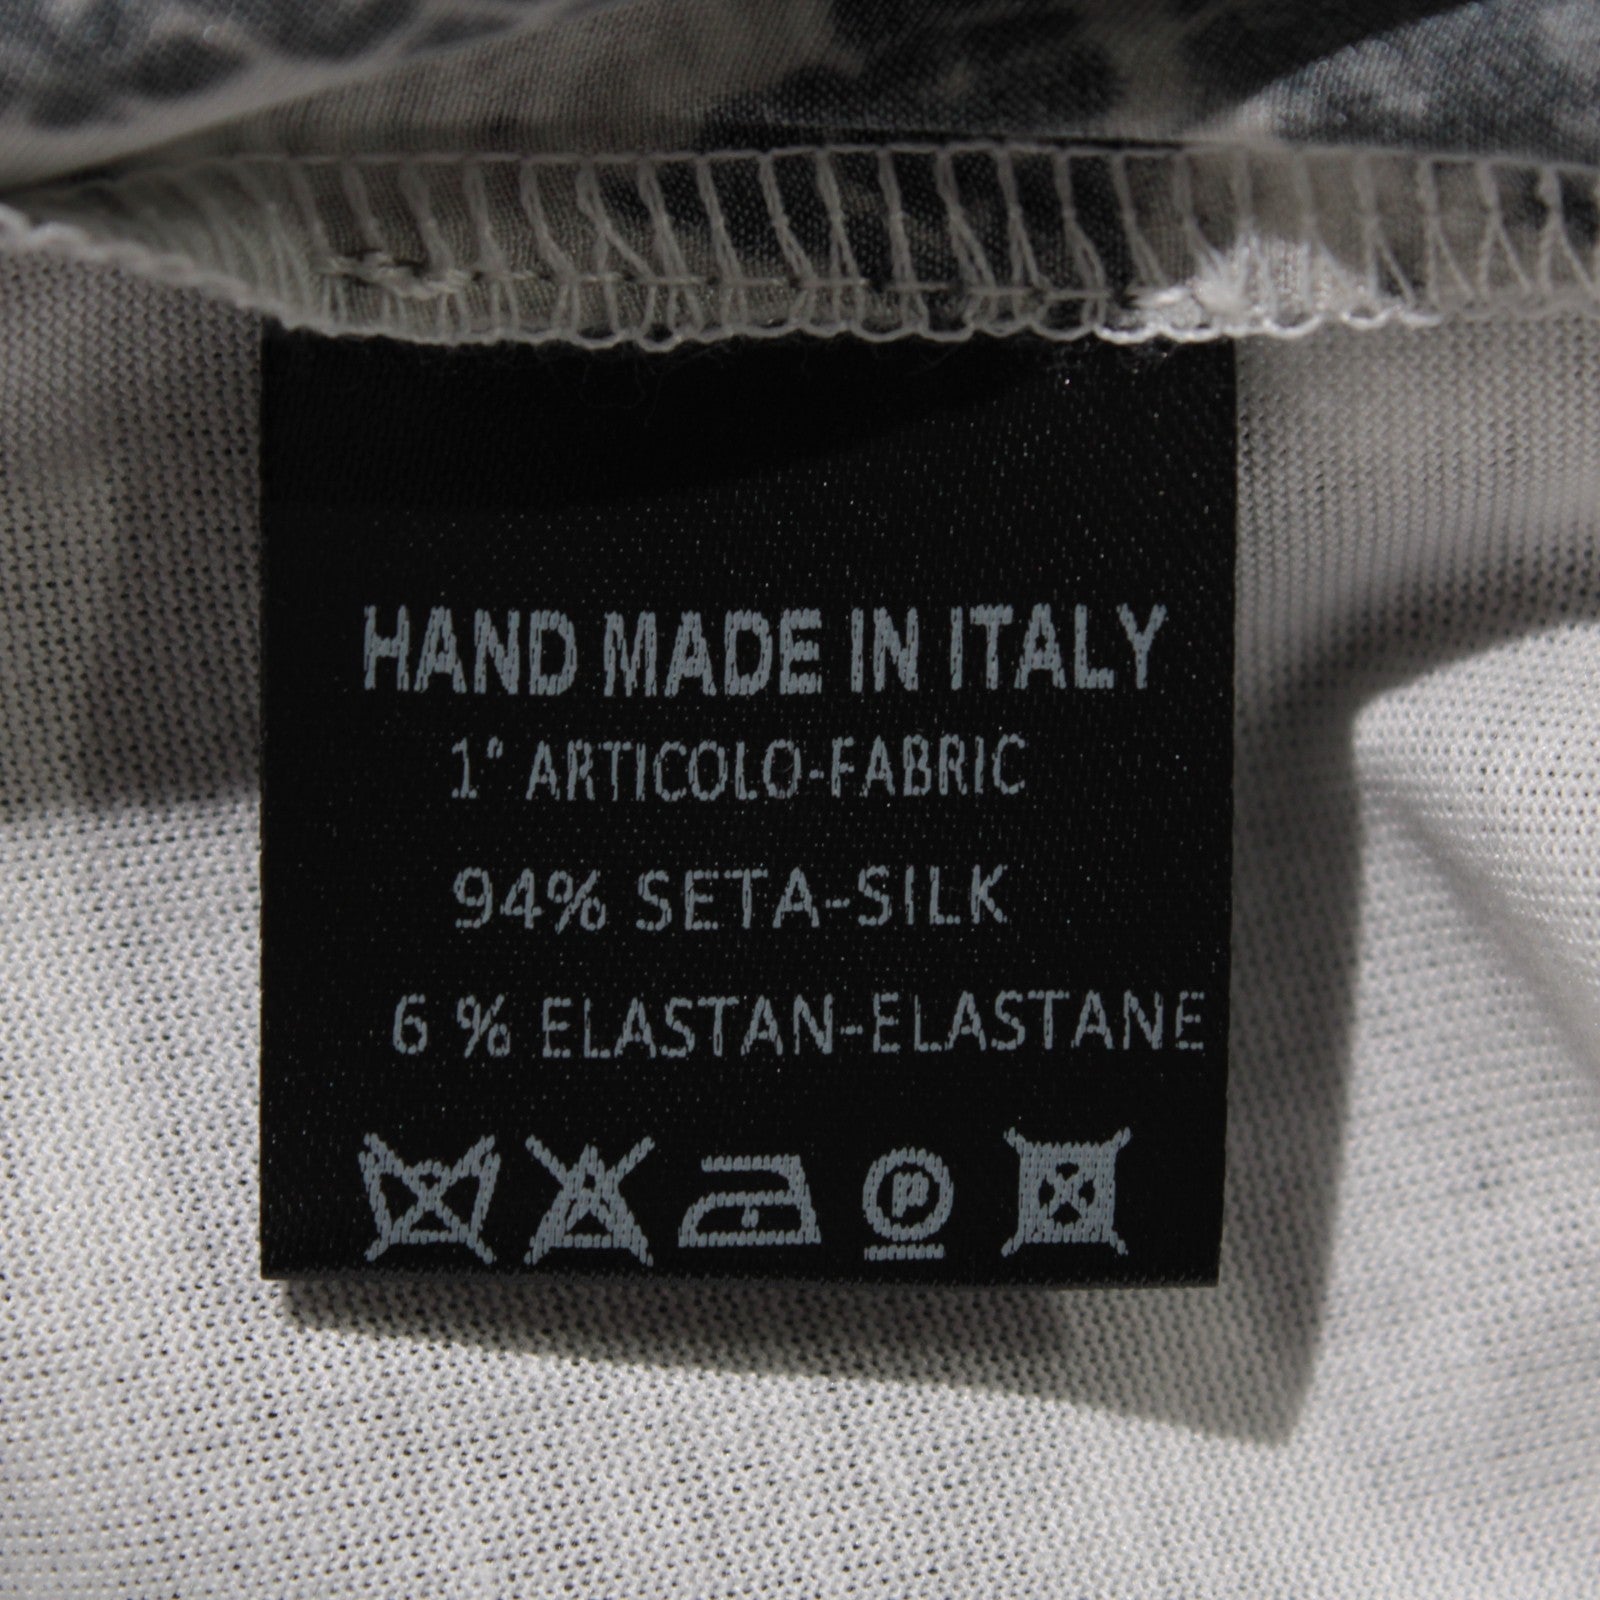 HAND MADE IN ITALY
1° ARTICOLO-FABRIC
94% SETA-SILK
6 % ELASTAN-ELASTANE
P